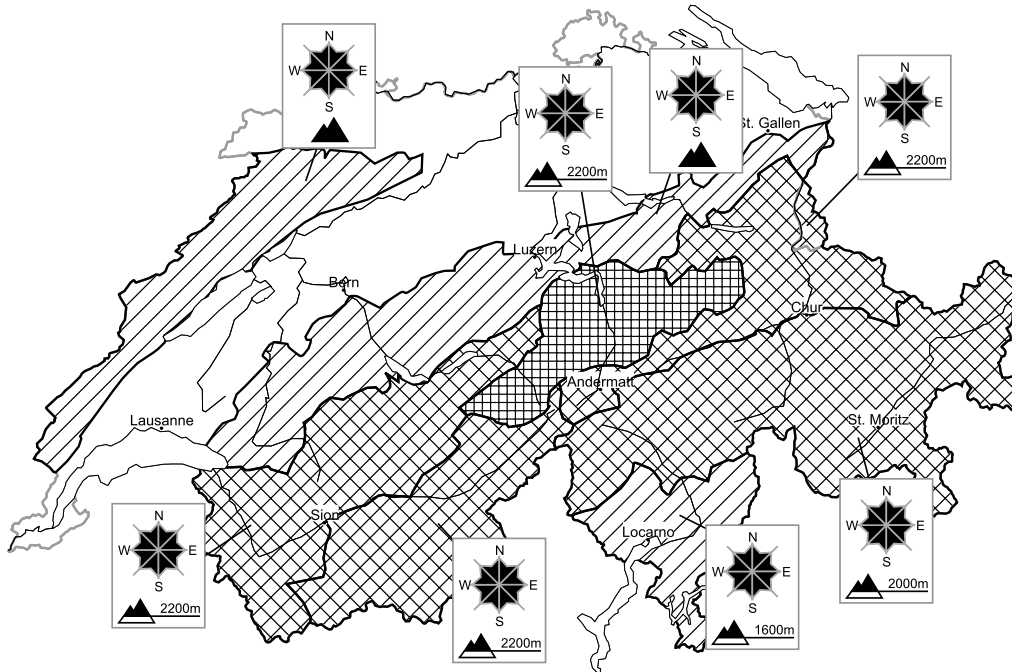 N
W E
S
N
W E
S
2200m
N
W E
S
N
W E
S
2200m
St. Gallen
Luzern
Bern
Chur
Andermatt
Lausanne
St. Moritz
Sion
Locarno
N
W E
S
2200m
N
W E
S
2200m
N
W E
S
1600m
N
W E
S
2000m